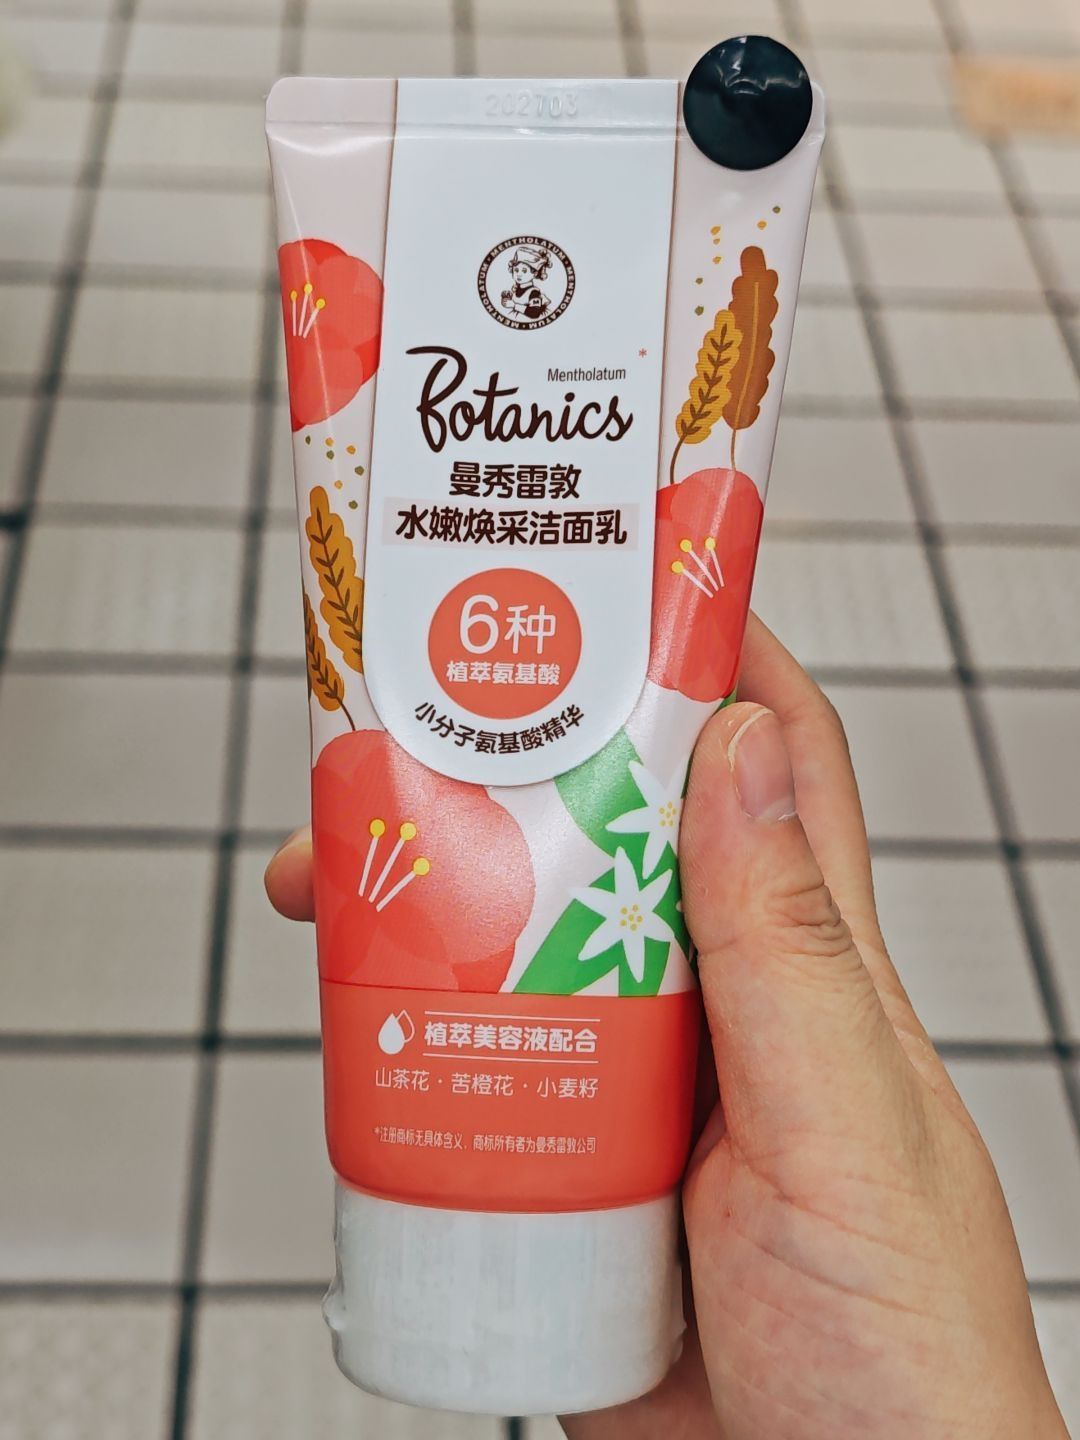 202703
MENTHOLATUM · MENTHOLATUM · MENTHOLATUM · MENTHOLATUM
Mentholatum *
Botanics
曼秀雷敦
水嫩焕采洁面乳
6种
植萃氨基酸
小分子氨基酸精华
植萃美容液配合
山茶花·苦橙花·小麦籽
*注册商标无具体含义，商标所有者为曼秀雷敦公司